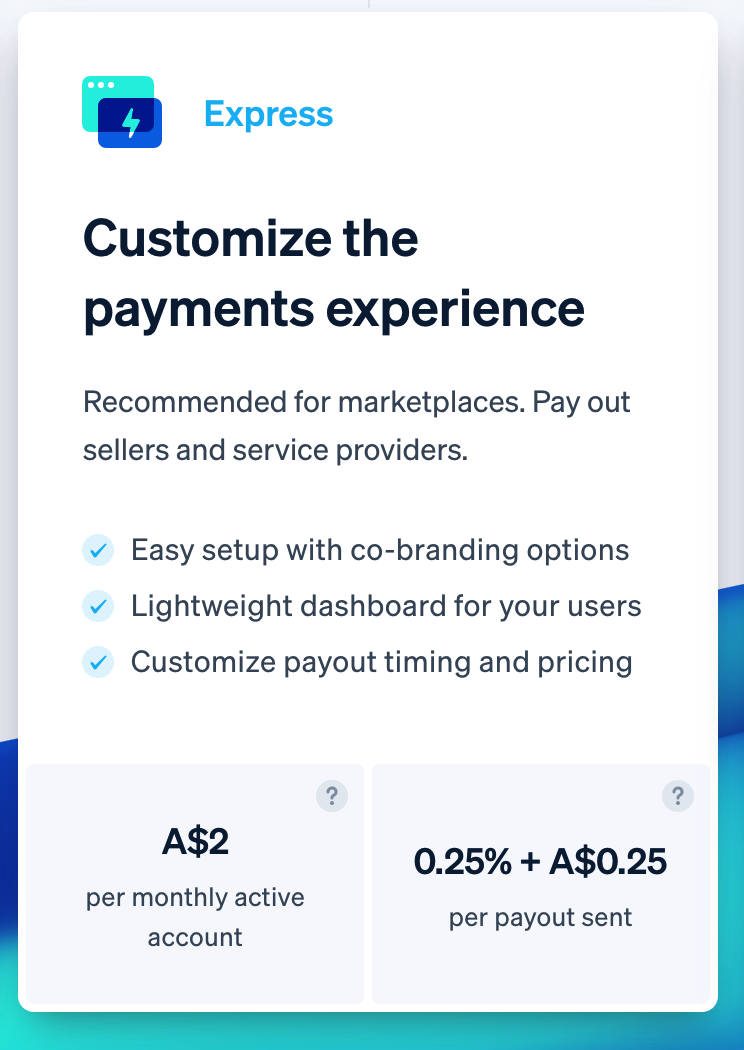 Express
Customize the
payments experience
Recommended for marketplaces. Pay out
sellers and service providers.
Easy setup with co-branding options
Lightweight dashboard for your users
Customize payout timing and pricing
?
A$2
per monthly active
account
?
0.25% + A$0.25
per payout sent